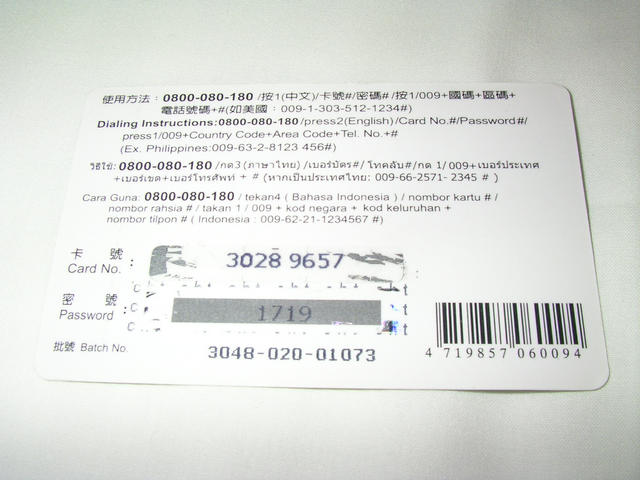 使用方法：0800-080-180 /按1(中文)/卡號#/密碼# /按1/009+國碼+區碼+
電話號碼+#(如美國：009-1-303-512-1234#)
Dialing Instructions:0800-080-180/press2(English)/Card No.#/Password#/
press1/009+Country Code+Area Code+Tel. No.+#
(Ex. Philippines:009-63-2-8123 456#)
วิธีใช้: 0800-080-180 /กด3 (ภาษาไทย) /เบอร์บัตร#/ โทคลับ#/กด 1/ 009+เบอร์ประเทศ
+เบอร์เขต+เบอร์โทรศัพท์ + # (หากเป็นประเทศไทย: 009-66-2571- 2345 # )
Cara Guna: 0800-080-180 / tekan4 ( Bahasa Indonesia ) / nombor kartu # /
nombor rahsia # / takan 1 / 009 + kod negara + kod keluruhan +
nombor tilpon # ( Indonesia : 009-62-21-1234567 #)
卡 號
Card No. : 3028 9657
密 號
Password : 1719
批號 Batch No. 3048-020-01073
4 719857 060094